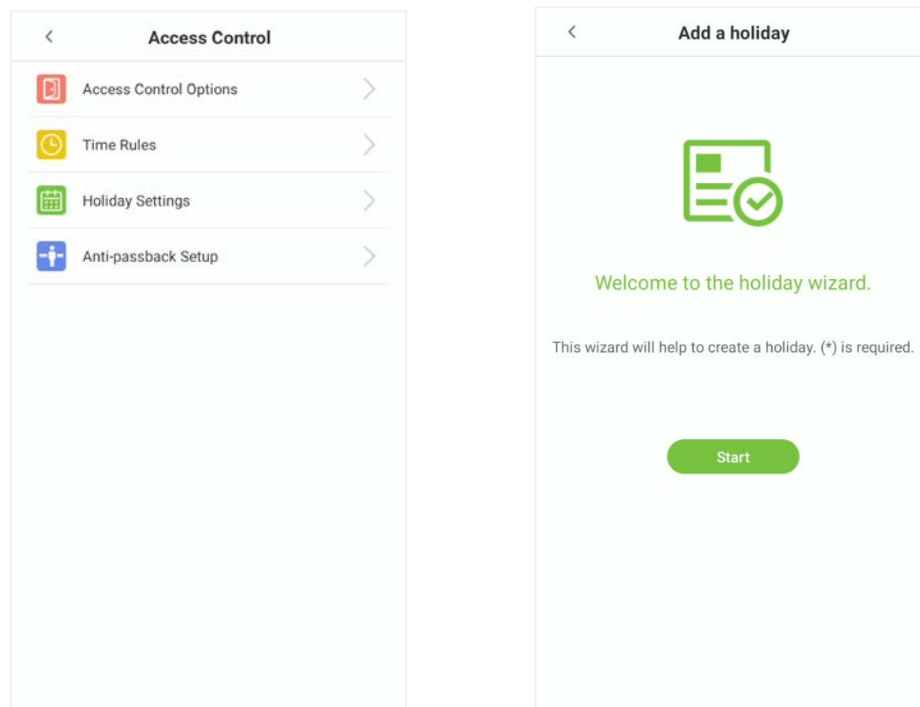 Access Control
Access Control Options
Time Rules
Holiday Settings
Anti-passback Setup
Add a holiday
Welcome to the holiday wizard.
This wizard will help to create a holiday. (*) is required.
Start